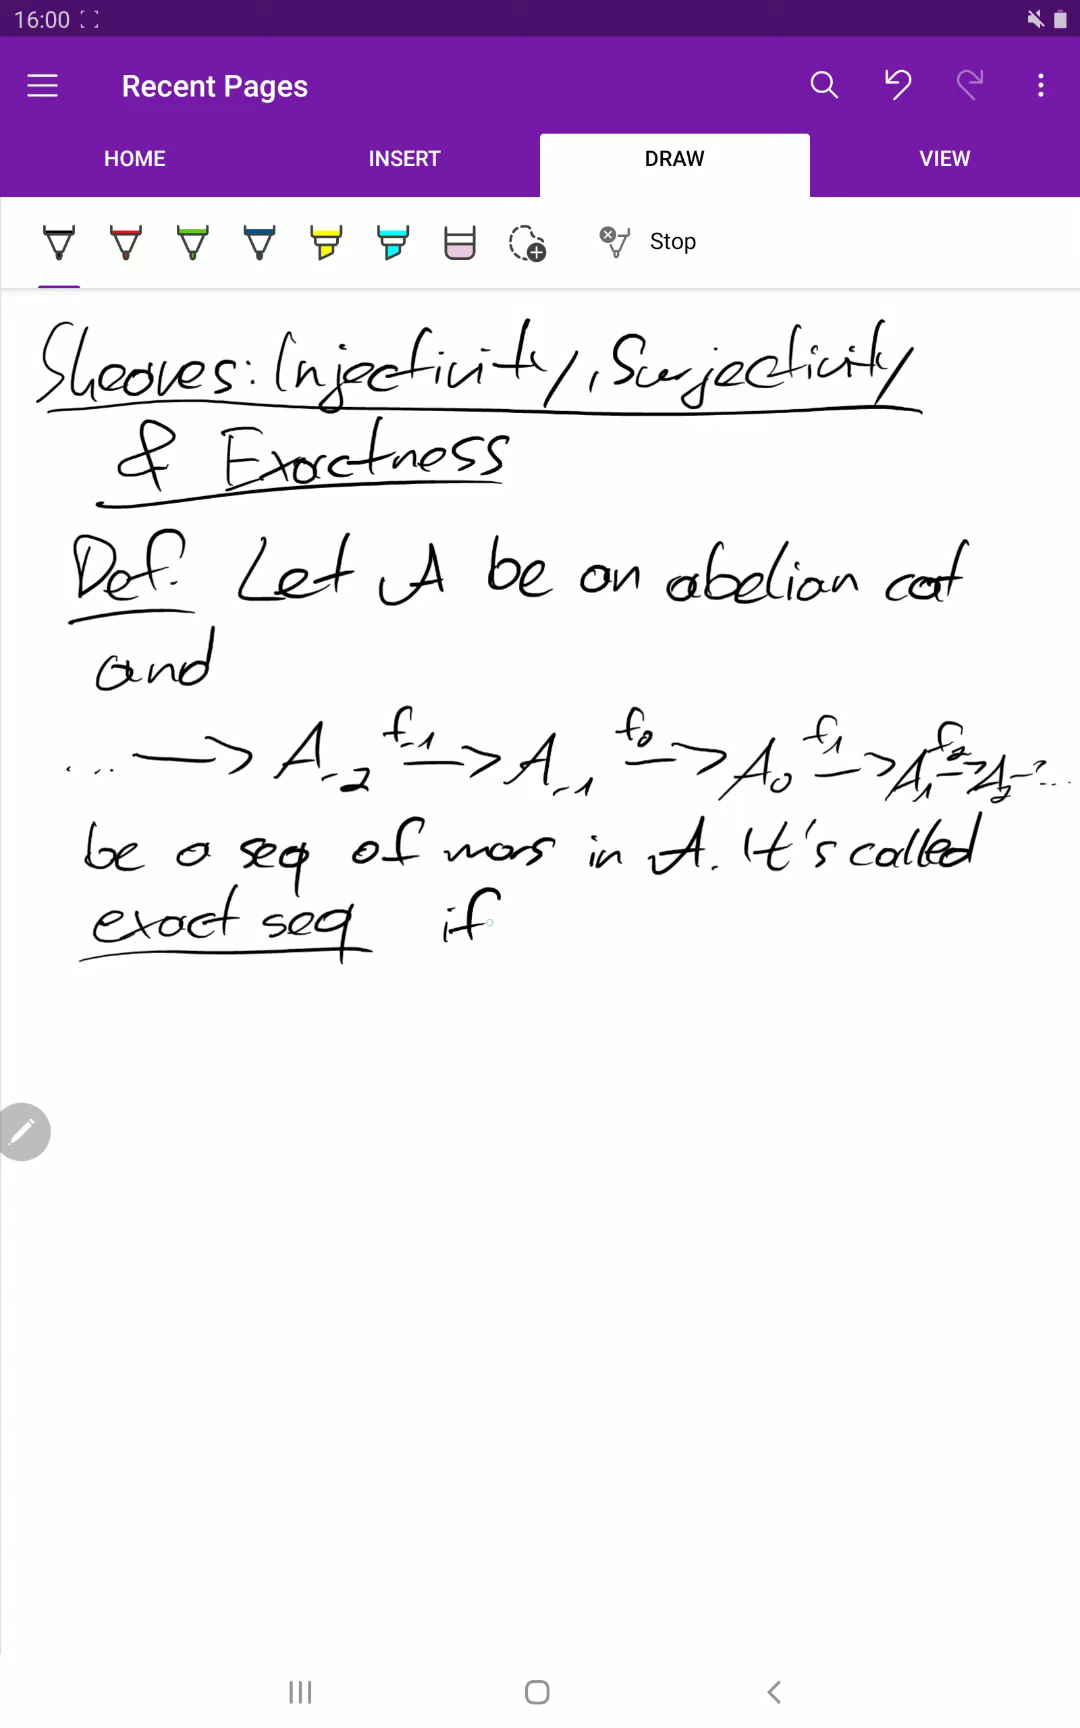 16:00
Recent Pages
HOME INSERT DRAW VIEW
Stop
Sheaves: Injectivity, Surjectivity
& Exactness
Def. Let A be an abelian cat
and
... → A₋₂ f₋₁→ A₋₁ f₀→ A₀ f₁→ A₁ f₂→ A₂ → ...
be a seq of mors in A. It's called
exact seq if